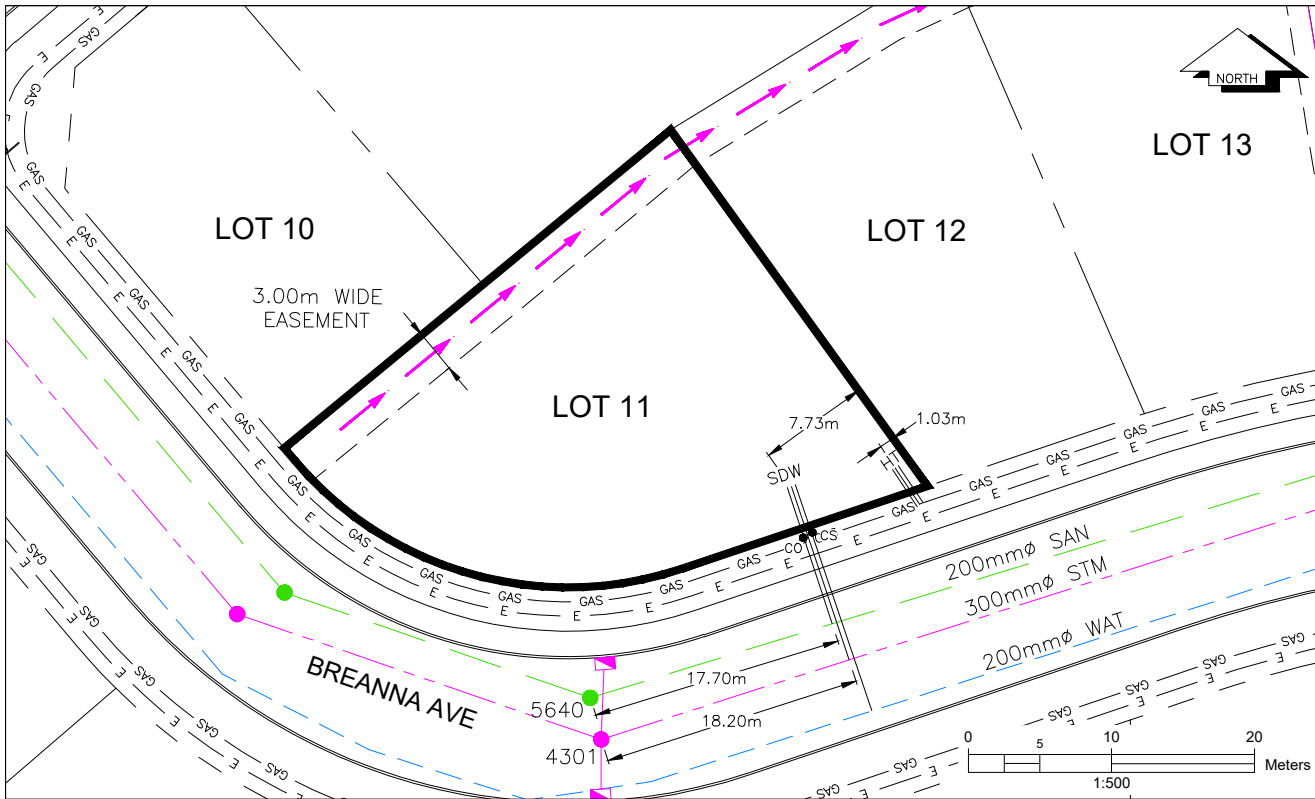 NORTH
LOT 13
LOT 10
LOT 12
3.00m WIDE
EASEMENT
LOT 11
7.73m
1.03m
SDW
HT
CO
CCS
GAS
E
200mmø SAN
300mmø STM
200mmø WAT
BREANNA AVE
17.70m
5640
18.20m
4301
0 5 10 20
Meters
1:500